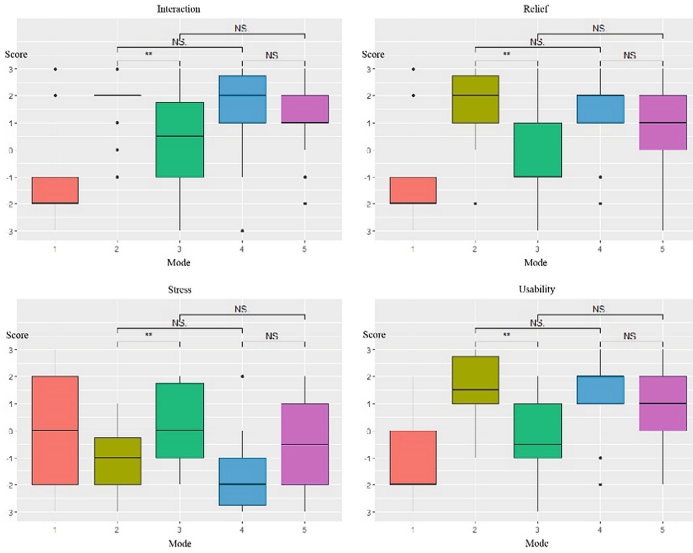 Interaction
NS.
NS.
**
NS
Score
3
2
1
0
-1
2
3
1 2 3 4 5
Mode
Relief
NS
NS.
**
NS
Score
3
2
1
0
-1
2
3
1 2 3 4 5
Mode
Stress
NS
NS.
**
NS
Score
3
2
1
0
-1
2
3
1 2 3 4 5
Mode
Usability
NS
NS.
**
NS
Score
3
2
1
0
-1
2
3
1 2 3 4 5
Mode